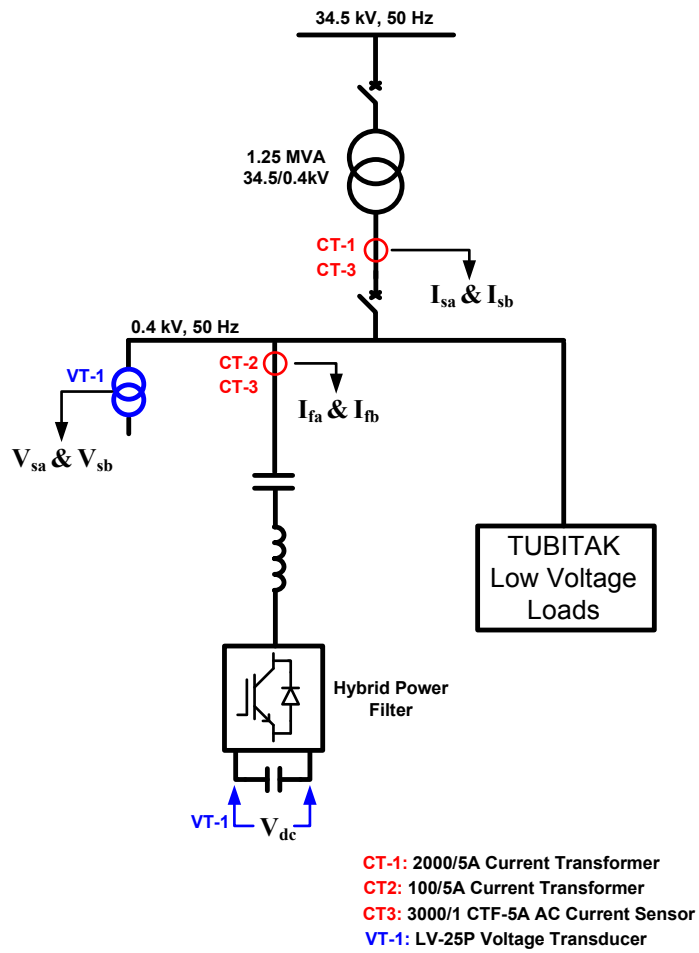 34.5 kV, 50 Hz
1.25 MVA
34.5/0.4kV
CT-1
CT-3
Isa & Isb
0.4 kV, 50 Hz
VT-1
CT-2
CT-3
Ifa & Ifb
Vsa & Vsb
TUBITAK
Low Voltage
Loads
Hybrid Power
Filter
VT-1
Vdc
CT-1: 2000/5A Current Transformer
CT2: 100/5A Current Transformer
CT3: 3000/1 CTF-5A AC Current Sensor
VT-1: LV-25P Voltage Transducer